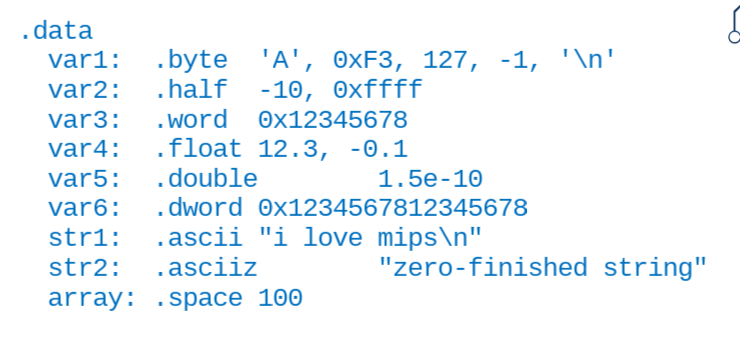 .data
var1: .byte 'A', 0xF3, 127, -1, '\n'
var2: .half -10, 0xffff
var3: .word 0x12345678
var4: .float 12.3, -0.1
var5: .double 1.5e-10
var6: .dword 0x1234567812345678
str1: .ascii "i love mips\n"
str2: .asciiz "zero-finished string"
array: .space 100